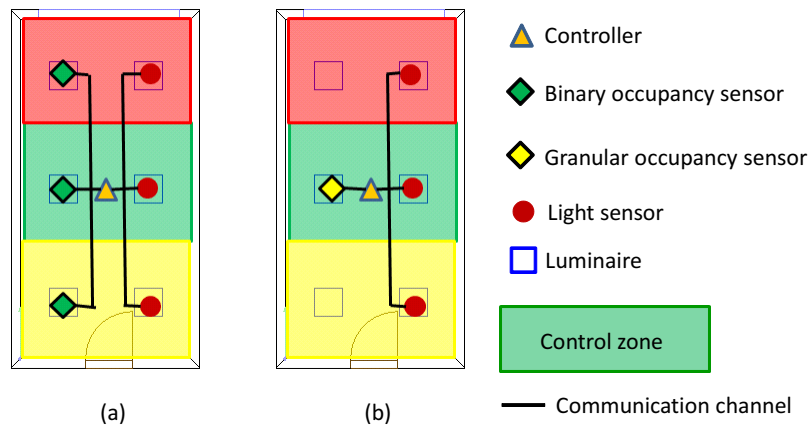 Controller
Binary occupancy sensor
Granular occupancy sensor
Light sensor
Luminaire
Control zone
Communication channel
(a)
(b)